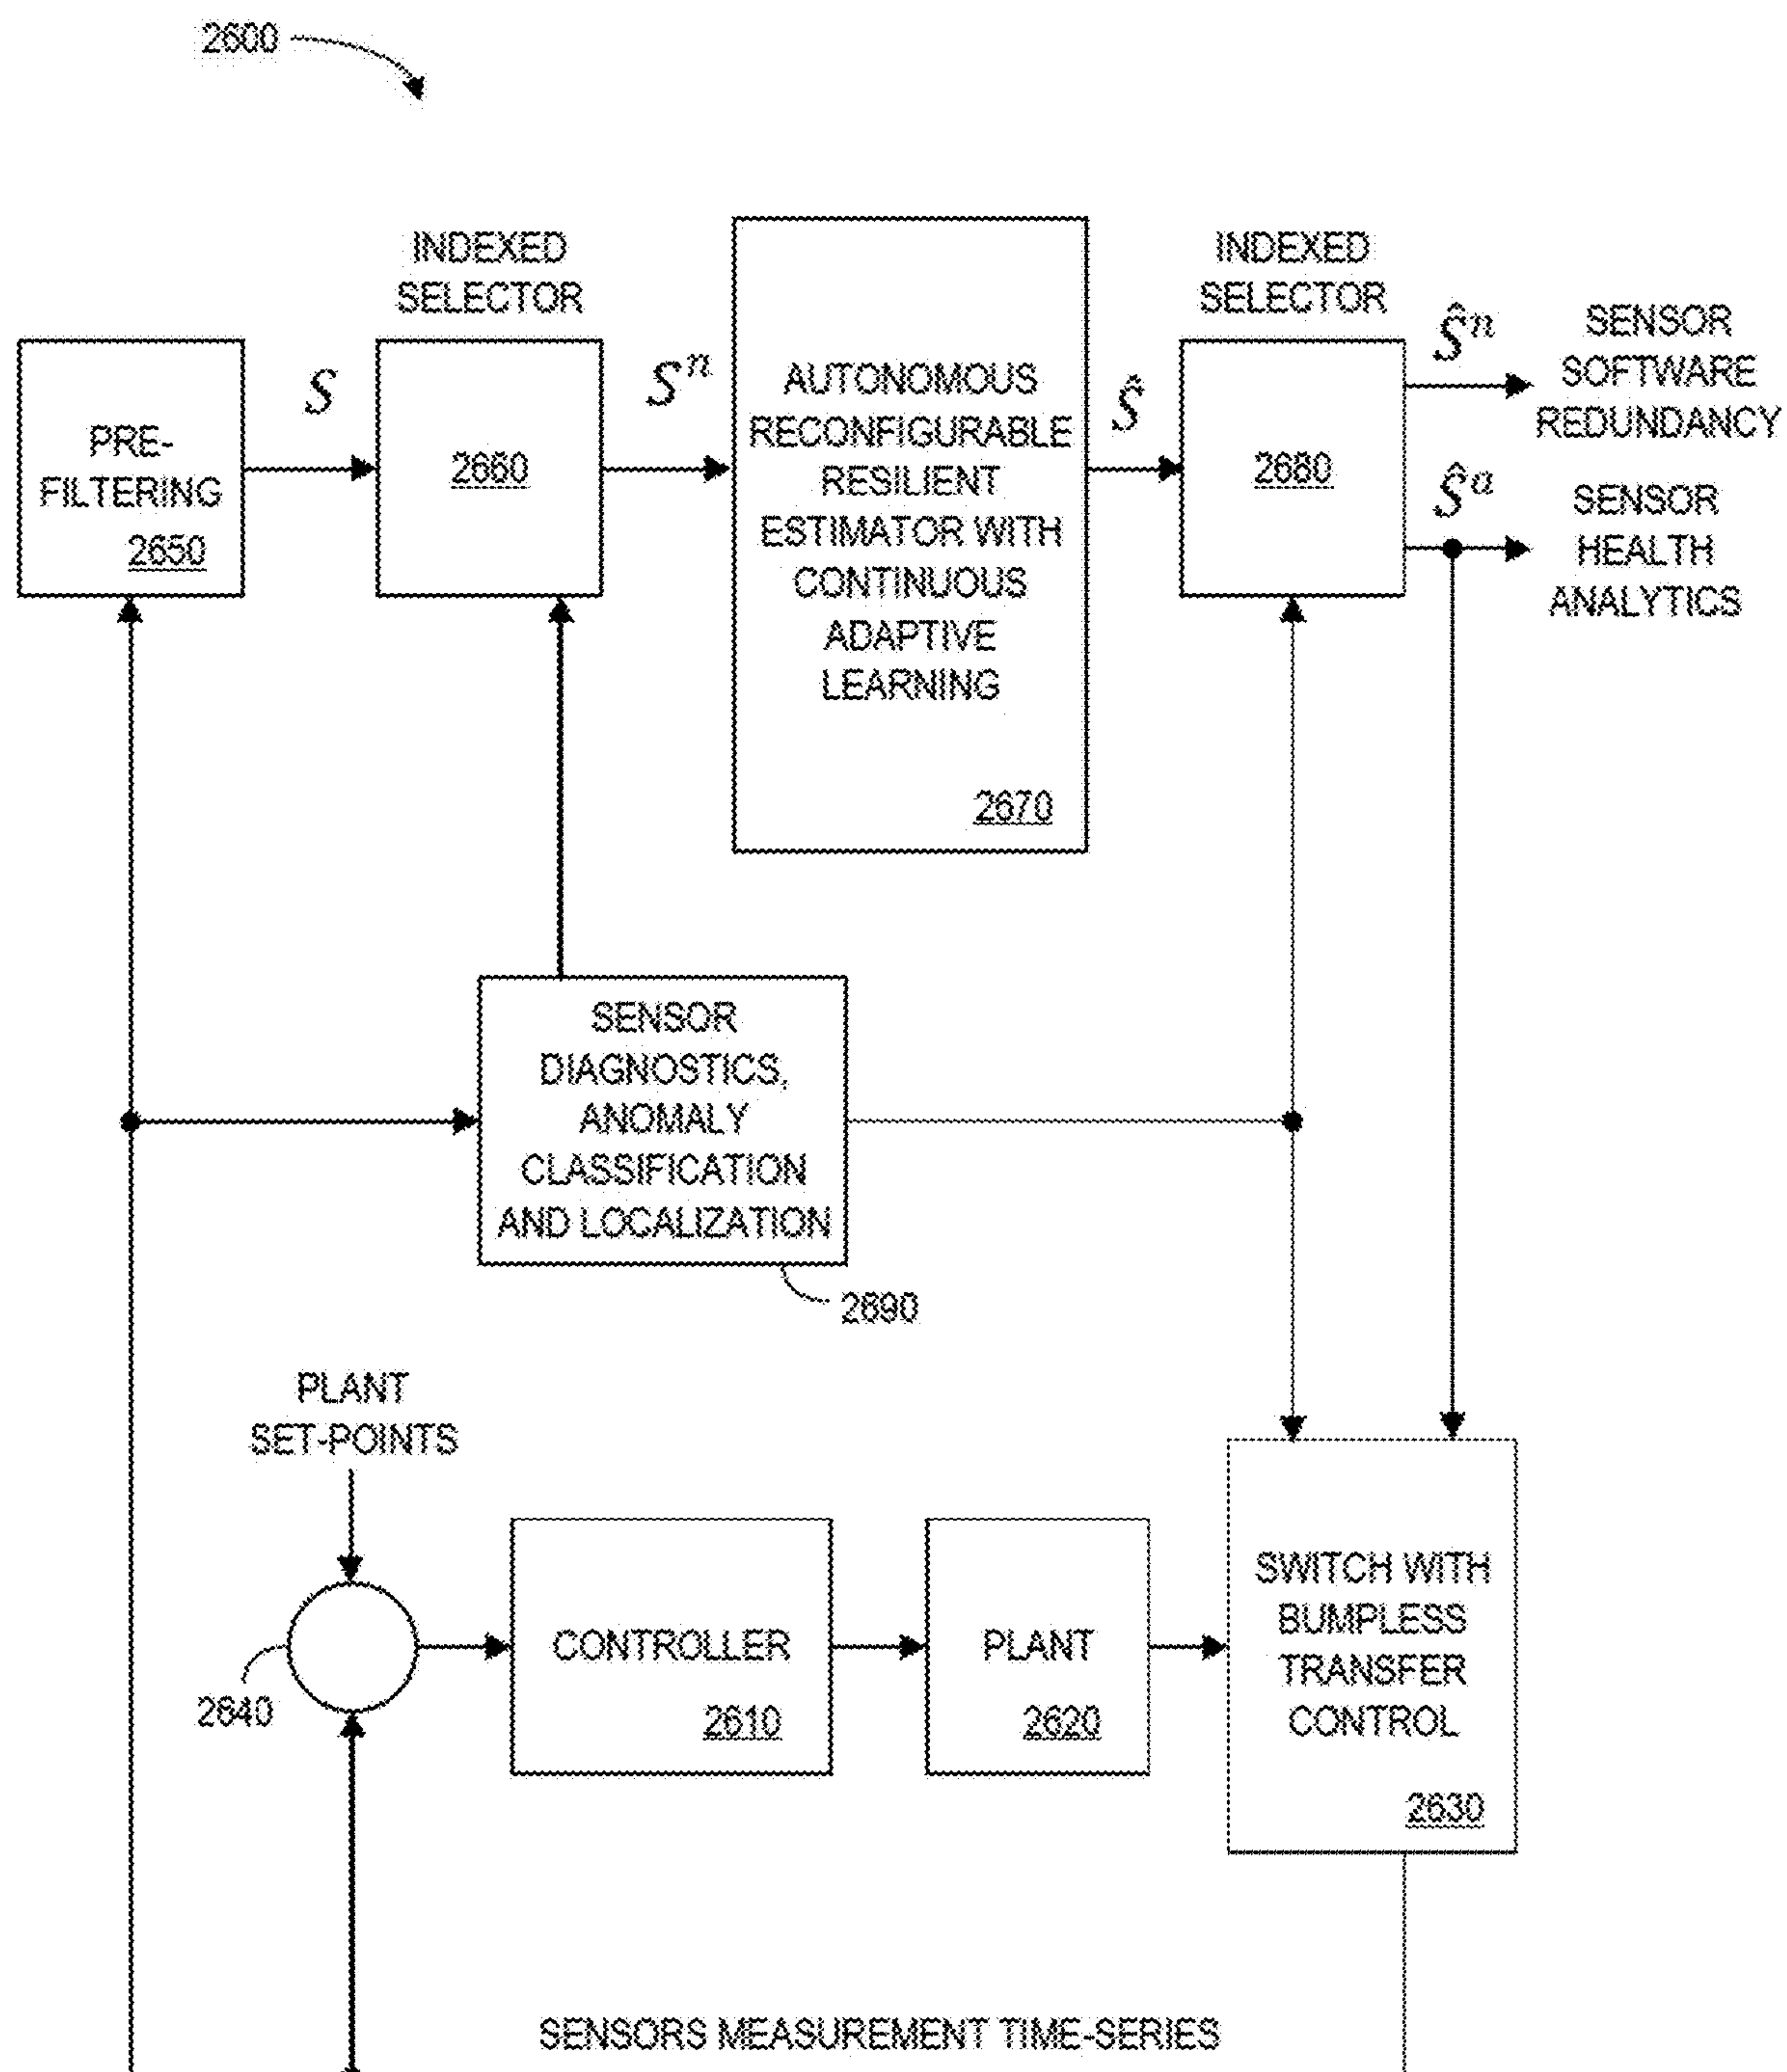 2600
INDEXED
SELECTOR
INDEXED
SELECTOR
PRE-
FILTERING
2650
S
2660
Sⁿ
AUTONOMOUS
RECONFIGURABLE
RESILIENT
ESTIMATOR WITH
CONTINUOUS
ADAPTIVE
LEARNING
2670
Ŝ
2680
Ŝⁿ
SENSOR
SOFTWARE
REDUNDANCY
Ŝᵃ
SENSOR
HEALTH
ANALYTICS
SENSOR
DIAGNOSTICS,
ANOMALY
CLASSIFICATION
AND LOCALIZATION
2690
PLANT
SET-POINTS
2640
CONTROLLER
2610
PLANT
2620
SWITCH WITH
BUMPLESS
TRANSFER
CONTROL
2630
SENSORS MEASUREMENT TIME-SERIES